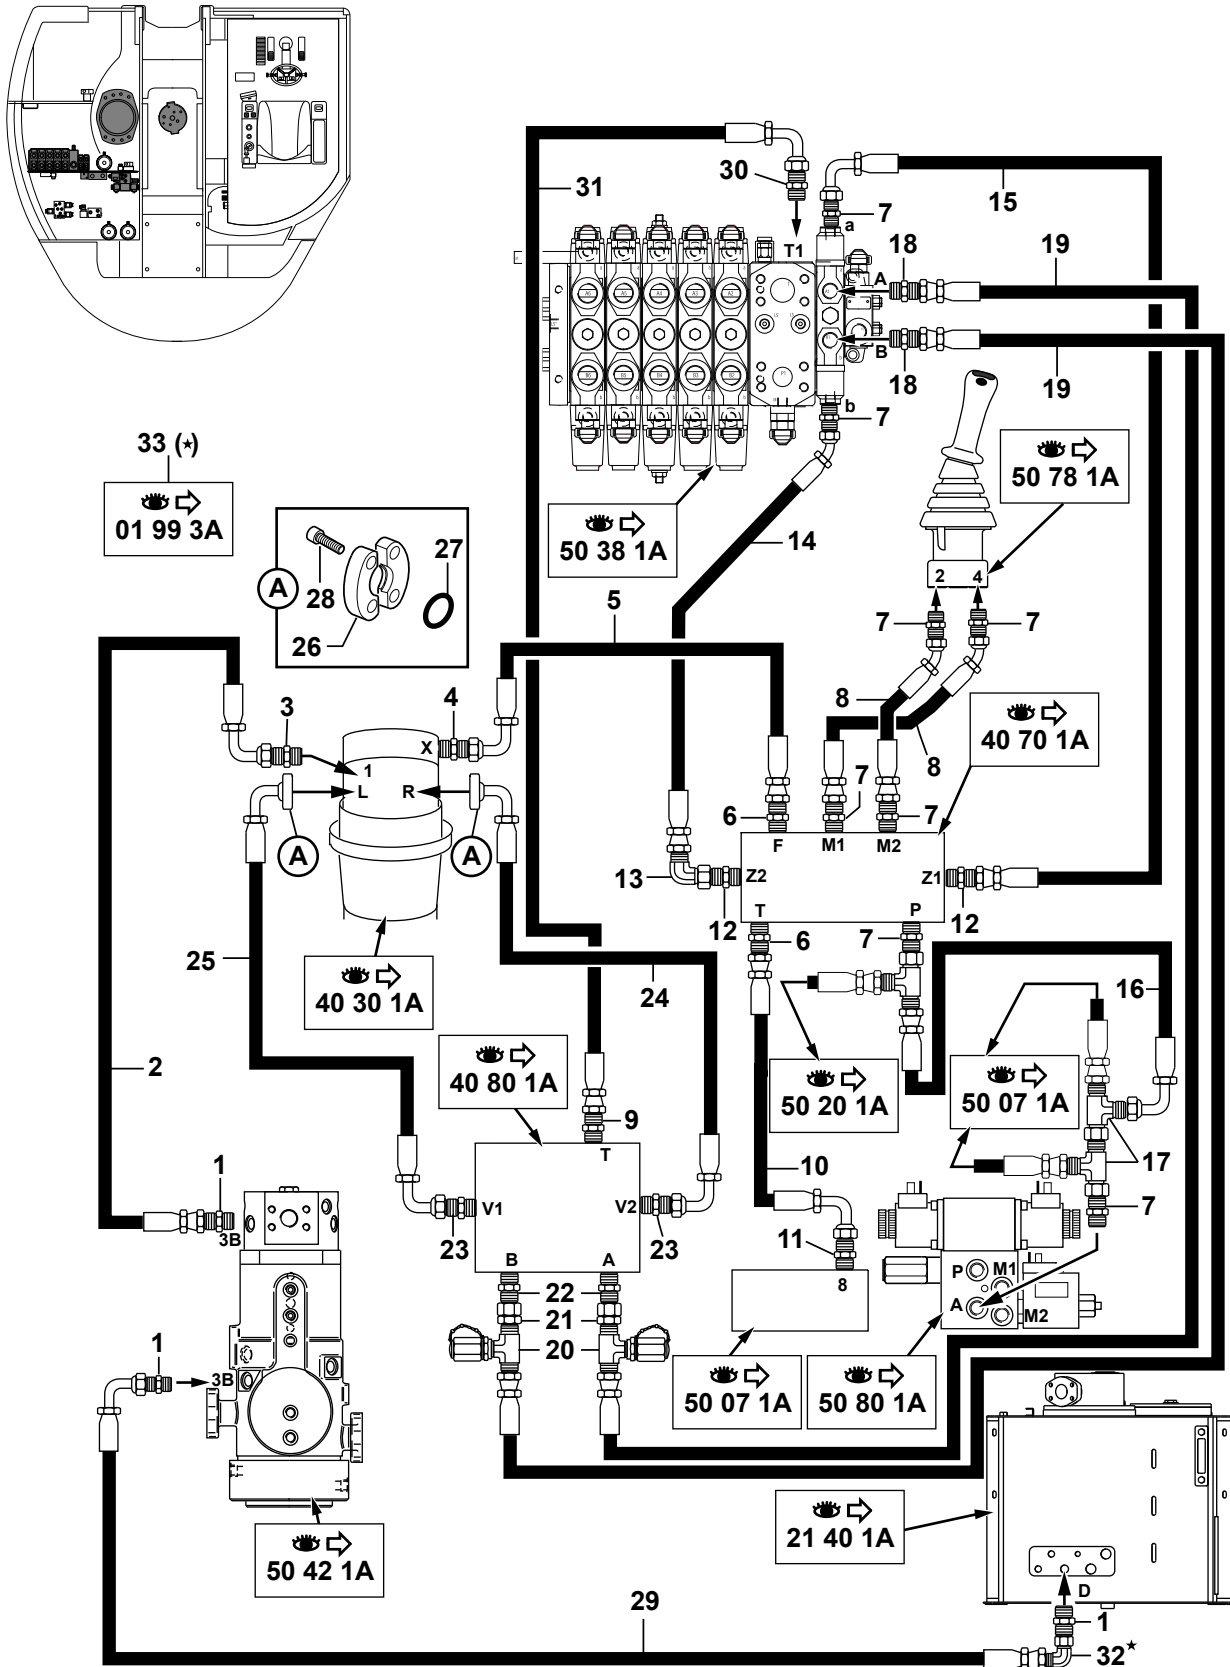 31
30
15
7
a
T1
18
A
19
B
18
19
b
7
33 (★)
01 99 3A
50 38 1A
50 78 1A
14
A
28
27
26
5
2 4
7
7
8
8
3
4
X
1
L R
A
A
40 70 1A
7
6
7
F M1 M2
13
Z2
Z1
12
12
T
P
6
7
25
24
40 30 1A
16
2
40 80 1A
50 20 1A
50 07 1A
9
T
10
17
7
1
3B
V1
V2
23
23
11
8
B
A
22
21
20
P
M1
A
M2
1
3B
50 07 1A
50 80 1A
21 40 1A
50 42 1A
29
D
1
32★